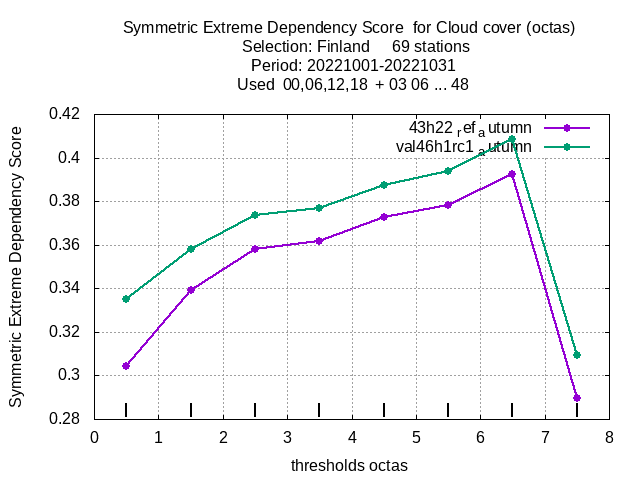 Symmetric Extreme Dependency Score for Cloud cover (octas)
Selection: Finland 69 stations
Period: 20221001-20221031
Used 00,06,12,18 + 03 06 ... 48
43h22 ref autumn
val46h1rc1 autumn
Symmetric Extreme Dependency Score
0.42
0.4
0.38
0.36
0.34
0.32
0.3
0.28
0 1 2 3 4 5 6 7 8
thresholds octas